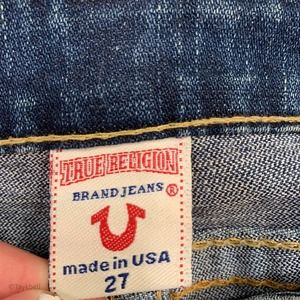 TRUE RELIGION
BRAND JEANS ®
made in USA
27